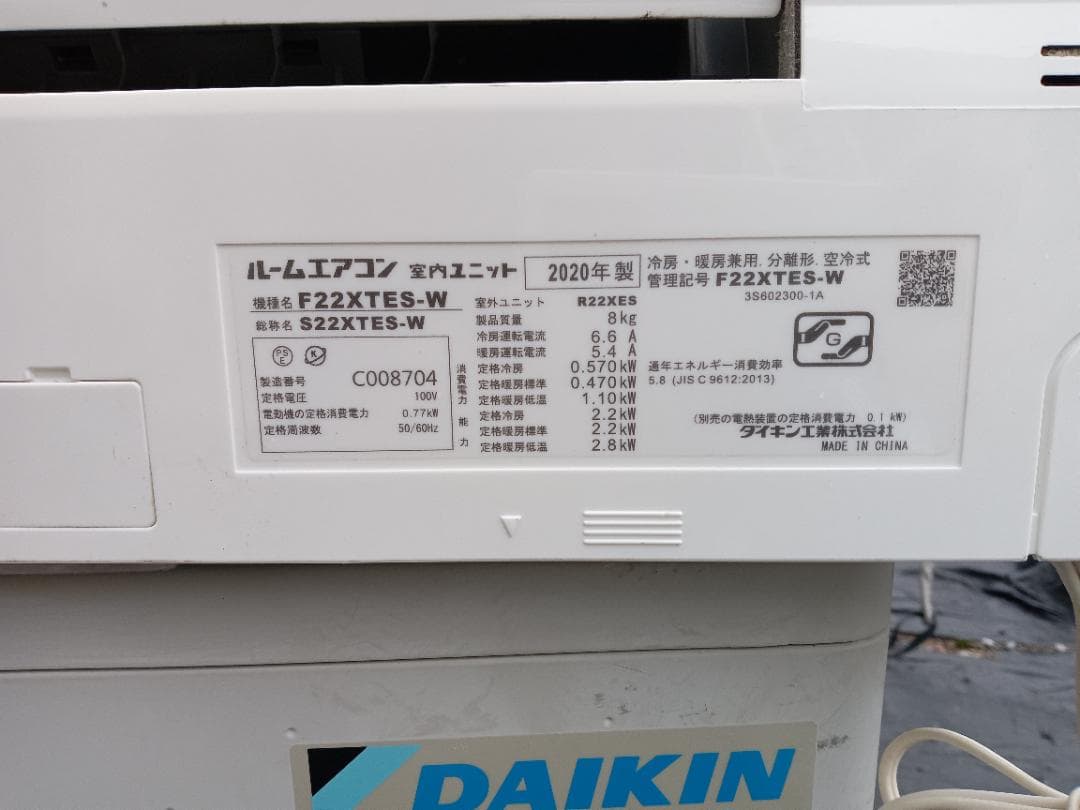 ルームエアコン 室内ユニット
2020年製
冷房・暖房兼用.分離形.空冷式
管理記号 F22XTES-W
3S602300-1A
機種名 F22XTES-W
総称名 S22XTES-W
PS
E
K
製造番号 C008704
定格電圧 100V
電動機の定格消費電力 0.77kW
定格周波数 50/60Hz
室外ユニット R22XES
製品質量 8kg
冷房運転電流 6.6 A
暖房運転電流 5.4 A
消費電力
定格冷房 0.570kW
定格暖房標準 0.470kW
定格暖房低温 1.10kW
能力
定格冷房 2.2kW
定格暖房標準 2.2kW
定格暖房低温 2.8kW
G
通年エネルギー消費効率
5.8 (JIS C 9612:2013)
(別売の電熱装置の定格消費電力 0.1kW)
ダイキン工業株式会社
MADE IN CHINA
DAIKIN